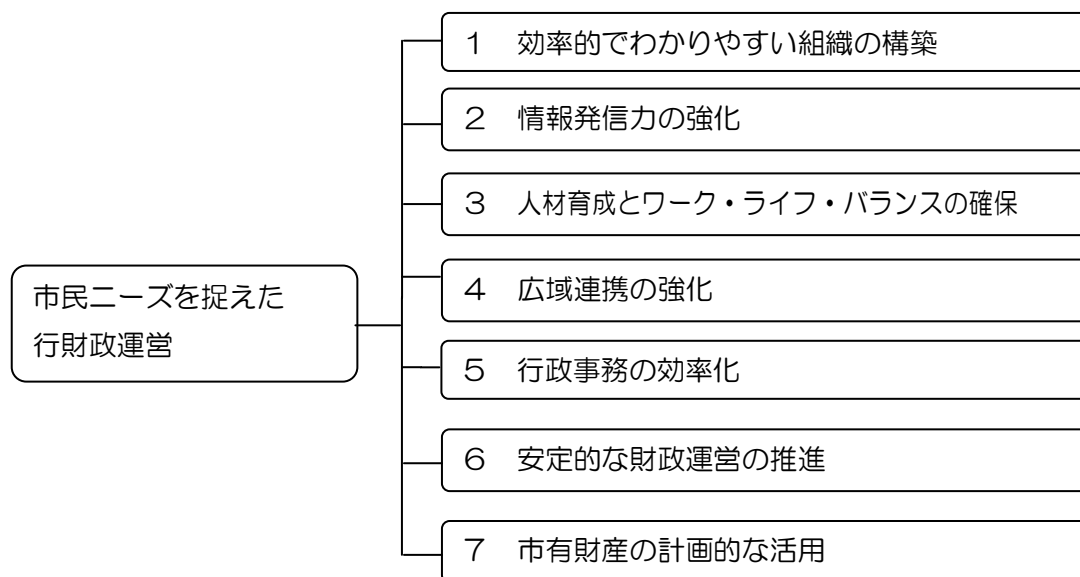 市民ニーズを捉えた
行財政運営
１　効率的でわかりやすい組織の構築
２　情報発信力の強化
３　人材育成とワーク・ライフ・バランスの確保
４　広域連携の強化
５　行政事務の効率化
６　安定的な財政運営の推進
７　市有財産の計画的な活用